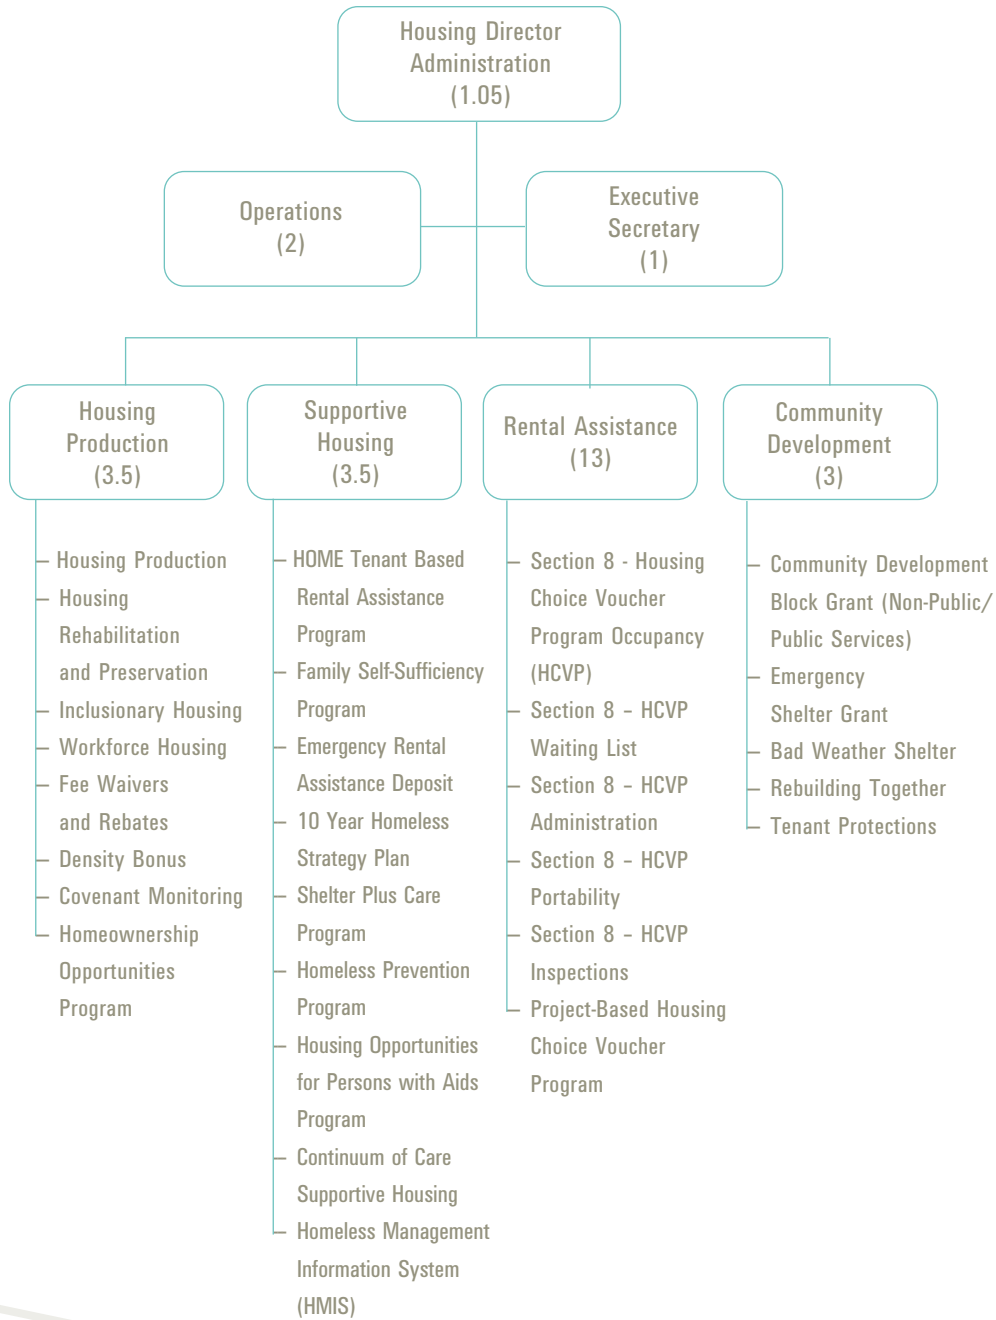 Housing Director
Administration
(1.05)
Operations
(2)
Executive
Secretary
(1)
Housing
Production
(3.5)
Supportive
Housing
(3.5)
Rental Assistance
(13)
Community
Development
(3)
Housing Production
Housing
Rehabilitation
and Preservation
Inclusionary Housing
Workforce Housing
Fee Waivers
and Rebates
Density Bonus
Covenant Monitoring
Homeownership
Opportunities
Program
HOME Tenant Based
Rental Assistance
Program
Family Self-Sufficiency
Program
Emergency Rental
Assistance Deposit
10 Year Homeless
Strategy Plan
Shelter Plus Care
Program
Homeless Prevention
Program
Housing Opportunities
for Persons with Aids
Program
Continuum of Care
Supportive Housing
Homeless Management
Information System
(HMIS)
Section 8 - Housing
Choice Voucher
Program Occupancy
(HCVP)
Section 8 – HCVP
Waiting List
Section 8 – HCVP
Administration
Section 8 – HCVP
Portability
Section 8 – HCVP
Inspections
Project-Based Housing
Choice Voucher
Program
Community Development
Block Grant (Non-Public/
Public Services)
Emergency
Shelter Grant
Bad Weather Shelter
Rebuilding Together
Tenant Protections